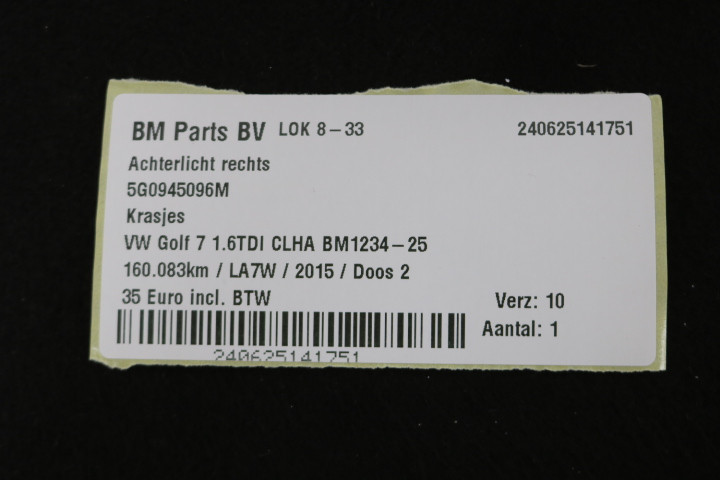 BM Parts BV LOK 8-33 240625141751
Achterlicht rechts
5G0945096M
Krasjes
VW Golf 7 1.6TDI CLHA BM1234-25
160.083km / LA7W / 2015 / Doos 2
35 Euro incl. BTW Verz: 10
Aantal: 1
240625141751